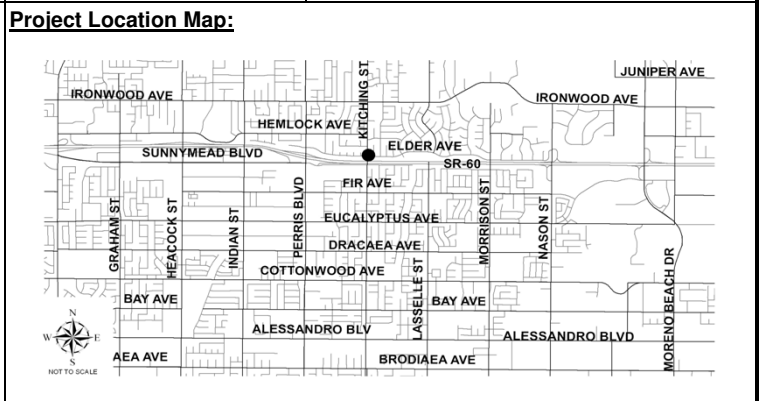 Project Location Map:
JUNIPER AVE
IRONWOOD AVE
IRONWOOD AVE
KITCHING ST
HEMLOCK AVE
ELDER AVE
SUNNYMEAD BLVD
SR-60
FIR AVE
GRAHAM ST
HEACOCK ST
INDIAN ST
PERRIS BLVD
EUCALYPTUS AVE
MORRISON ST
NASON ST
DRACAEA AVE
COTTONWOOD AVE
LASSELLE ST
MORENO BEACH DR
BAY AVE
BAY AVE
N
W E
S
NOT TO SCALE
ALESSANDRO BLV
ALESSANDRO BLVD
AEA AVE
BRODIAEA AVE